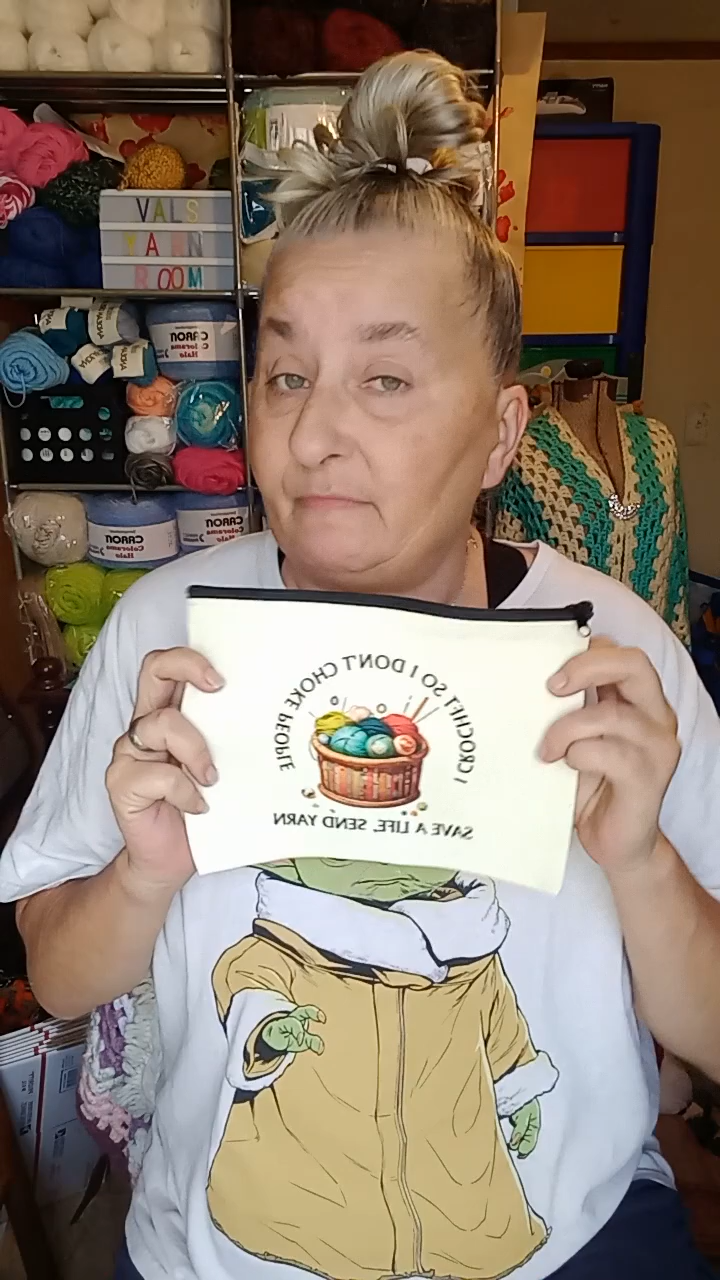 VALS
YARN
ROOM
CARON
Colorama
Halo
CARON
Colorama
Halo
CARON
Colorama
Halo
I CROCHET SO I DON'T CHOKE PEOPLE
SAVE A LIFE, SEND YARN